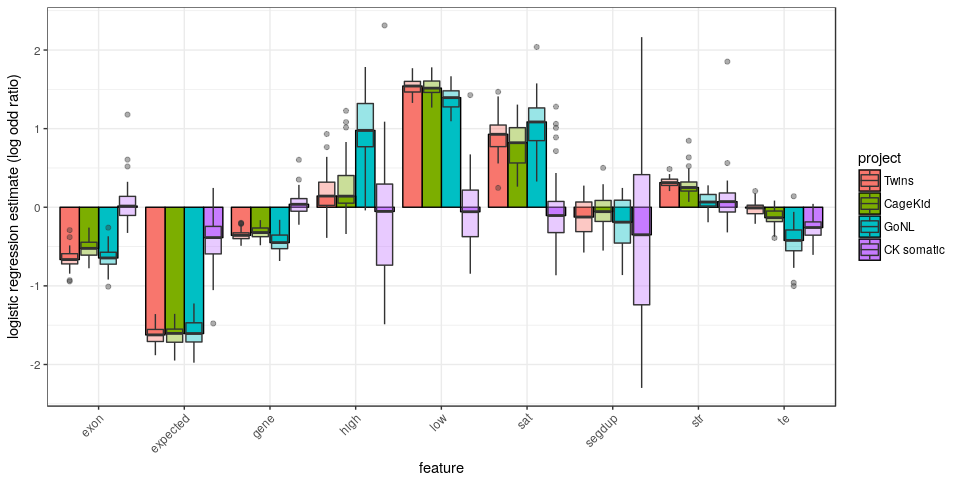 logistic regression estimate (log odd ratio)
2
1
0
-1
-2
exon
expected
gene
high
low
sat
segdup
str
te
feature
project
Twins
CageKid
GoNL
CK somatic